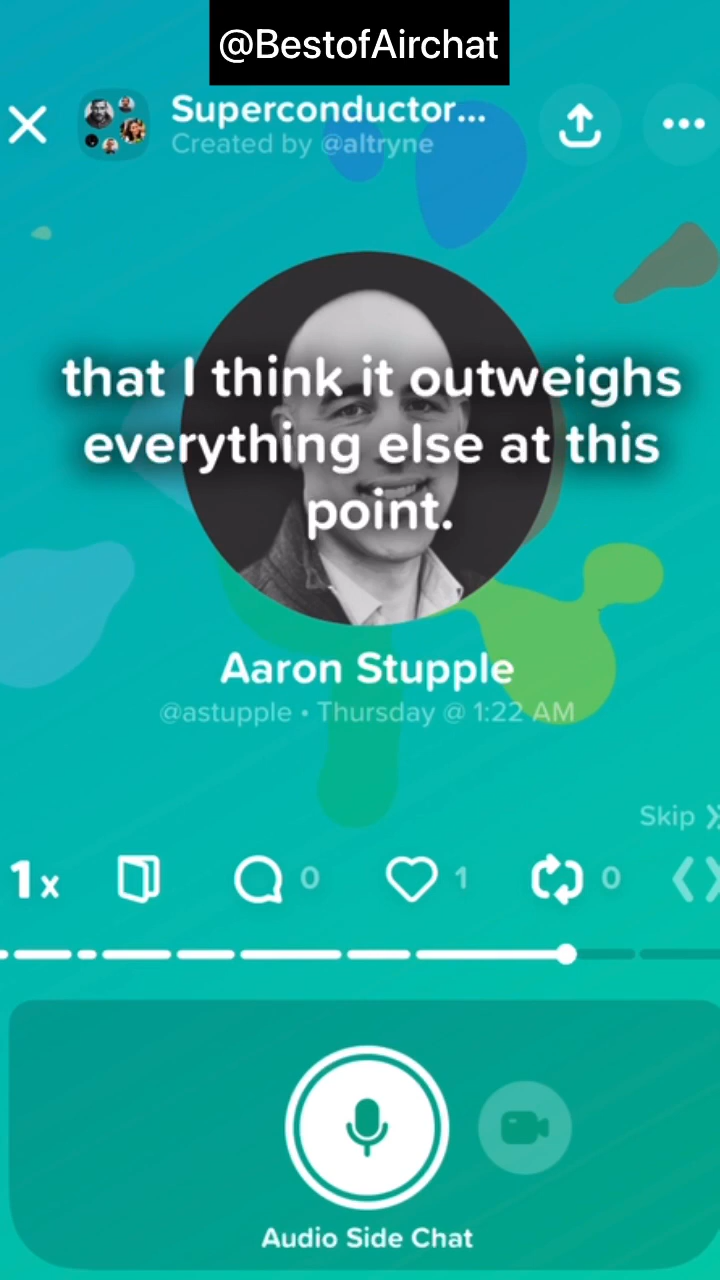 @BestofAirchat
Superconductor...
Created by @altryne
that I think it outweighs
everything else at this
point.
Aaron Stupple
@astupple • Thursday @ 1:22 AM
Skip
1x
0
1
0
Audio Side Chat